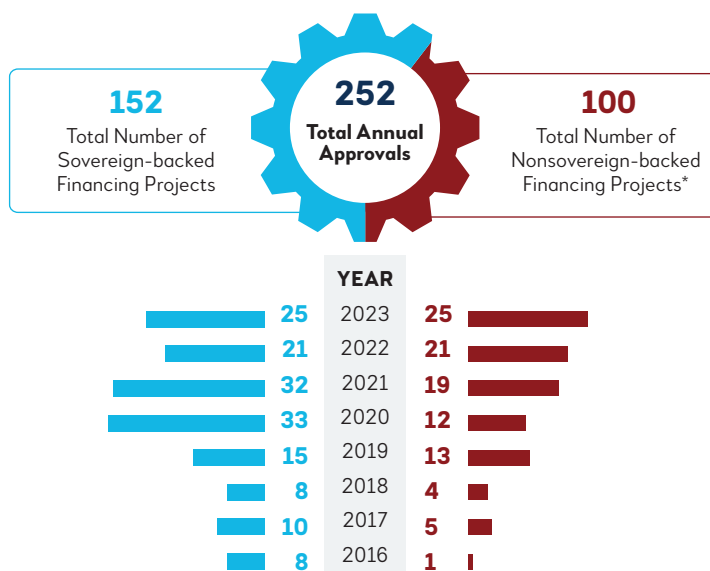 152
Total Number of
Sovereign-backed
Financing Projects
252
Total Annual
Approvals
100
Total Number of
Nonsovereign-backed
Financing Projects*
YEAR
25 2023 25
21 2022 21
32 2021 19
33 2020 12
15 2019 13
8 2018 4
10 2017 5
8 2016 1